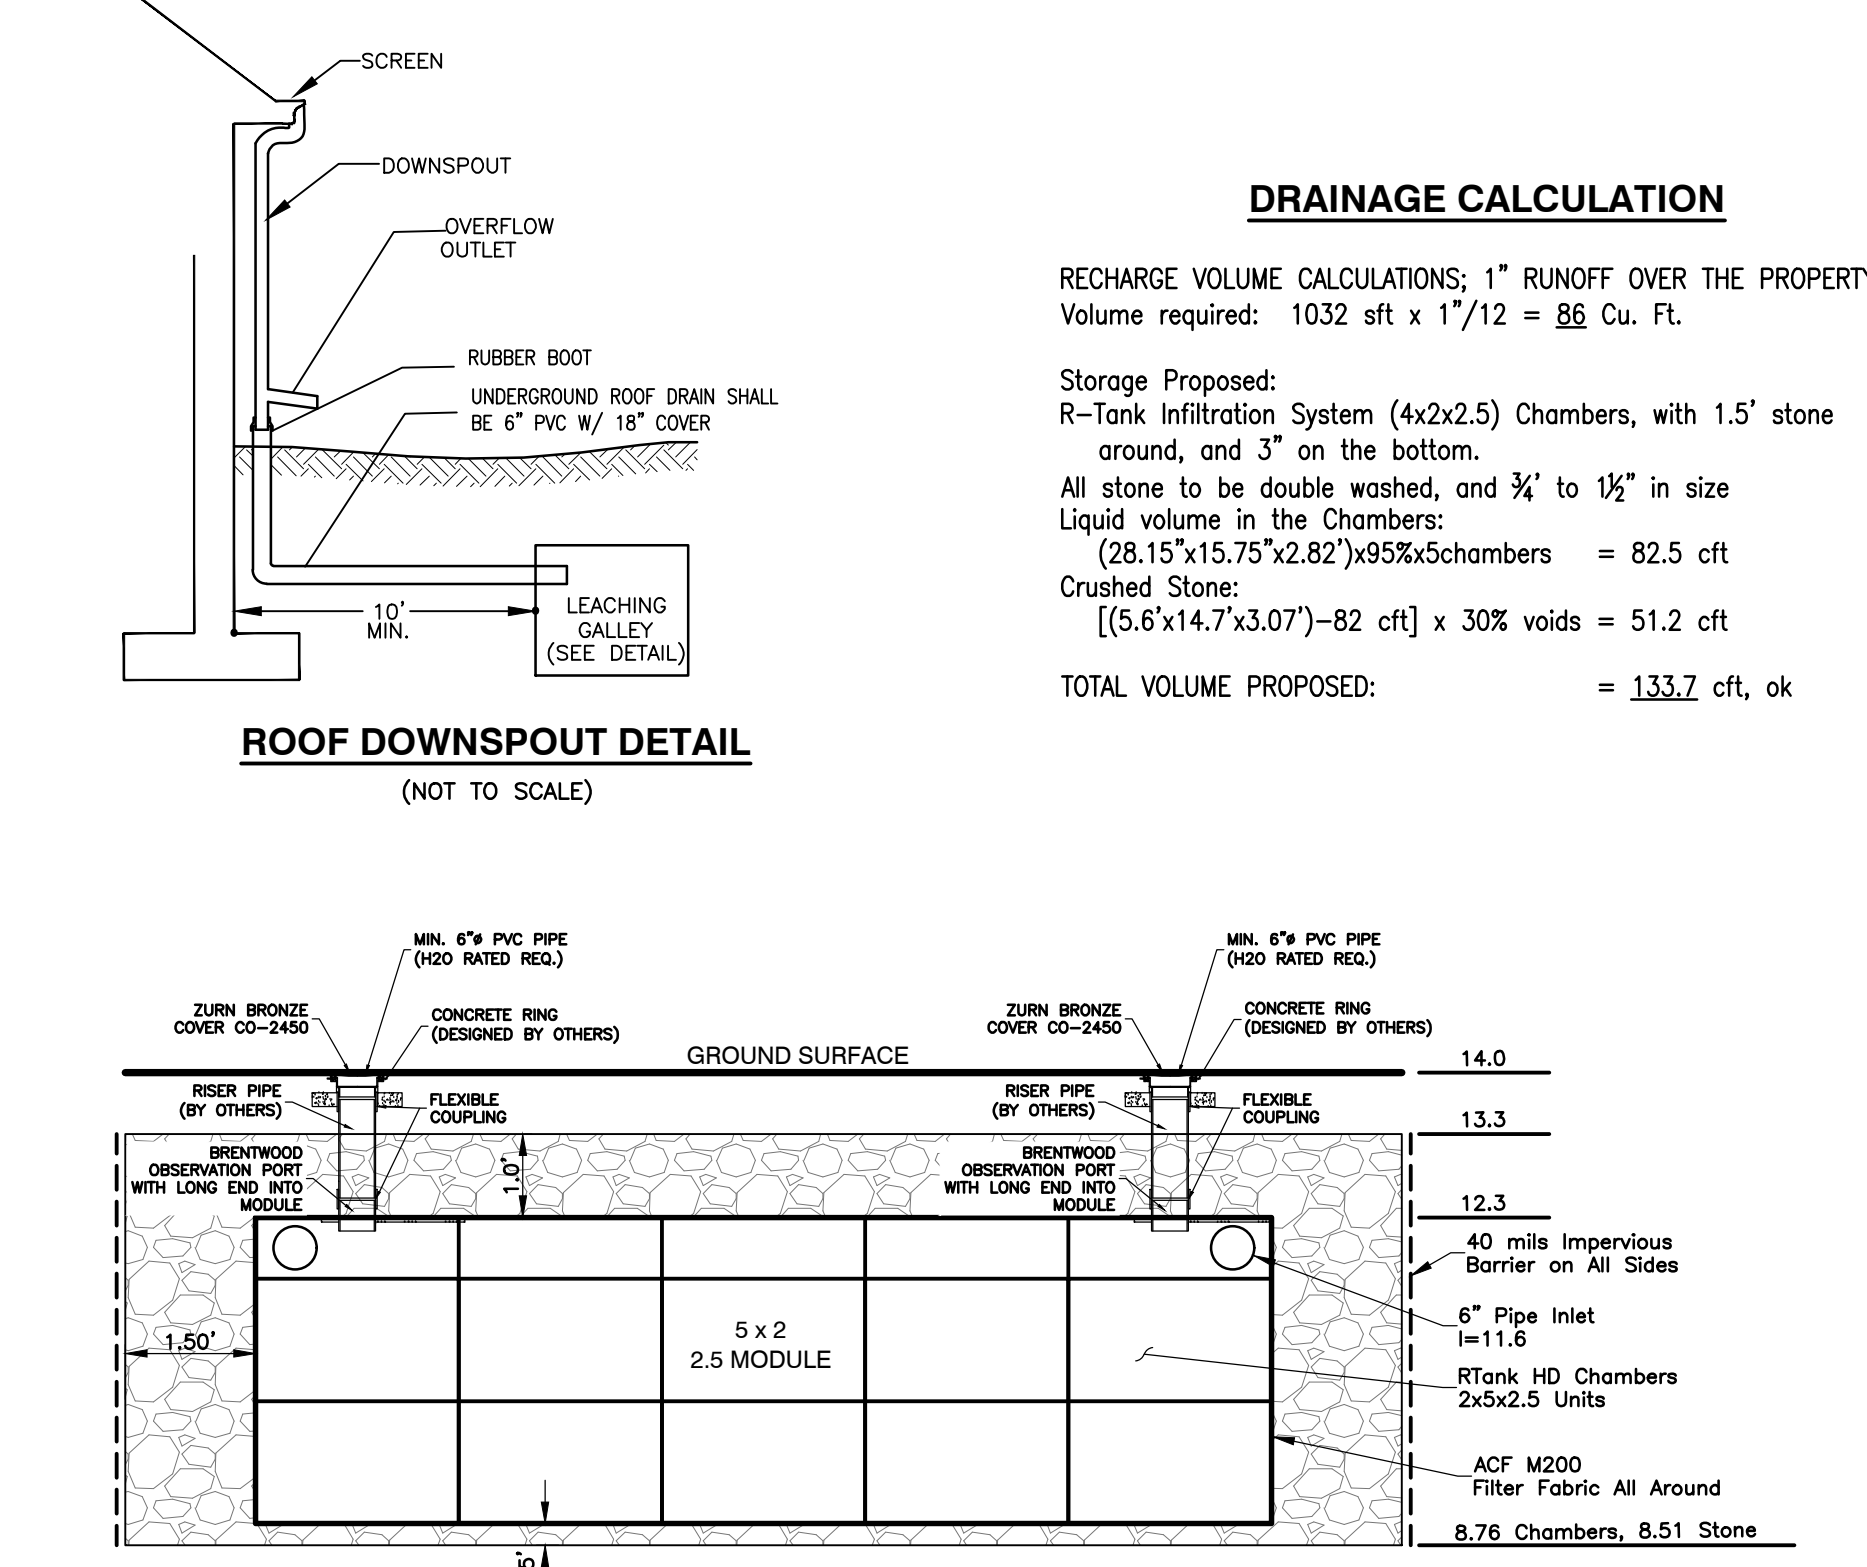 SCREEN
DOWNSPOUT
OVERFLOW
OUTLET
RUBBER BOOT
UNDERGROUND ROOF DRAIN SHALL
BE 6" PVC W/ 18" COVER
10'
MIN.
LEACHING
GALLEY
(SEE DETAIL)
ROOF DOWNSPOUT DETAIL
(NOT TO SCALE)
DRAINAGE CALCULATION
RECHARGE VOLUME CALCULATIONS; 1" RUNOFF OVER THE PROPERTY
Volume required: 1032 sft x 1"/12 = 86 Cu. Ft.
Storage Proposed:
R-Tank Infiltration System (4x2x2.5) Chambers, with 1.5' stone
around, and 3" on the bottom.
All stone to be double washed, and ¾' to 1½" in size
Liquid volume in the Chambers:
(28.15"x15.75"x2.82')x95%x5chambers = 82.5 cft
Crushed Stone:
[(5.6'x14.7'x3.07')-82 cft] x 30% voids = 51.2 cft
TOTAL VOLUME PROPOSED: = 133.7 cft, ok
MIN. 6"ø PVC PIPE
(H20 RATED REQ.)
ZURN BRONZE
COVER CO-2450
CONCRETE RING
(DESIGNED BY OTHERS)
MIN. 6"ø PVC PIPE
(H20 RATED REQ.)
ZURN BRONZE
COVER CO-2450
CONCRETE RING
(DESIGNED BY OTHERS)
GROUND SURFACE
14.0
RISER PIPE
(BY OTHERS)
FLEXIBLE
COUPLING
RISER PIPE
(BY OTHERS)
FLEXIBLE
COUPLING
13.3
BRENTWOOD
OBSERVATION PORT
WITH LONG END INTO
MODULE
1.0'
BRENTWOOD
OBSERVATION PORT
WITH LONG END INTO
MODULE
12.3
40 mils Impervious
Barrier on All Sides
6" Pipe Inlet
I=11.6
1.50'
5 x 2
2.5 MODULE
RTank HD Chambers
2x5x2.5 Units
ACF M200
Filter Fabric All Around
8.76 Chambers, 8.51 Stone